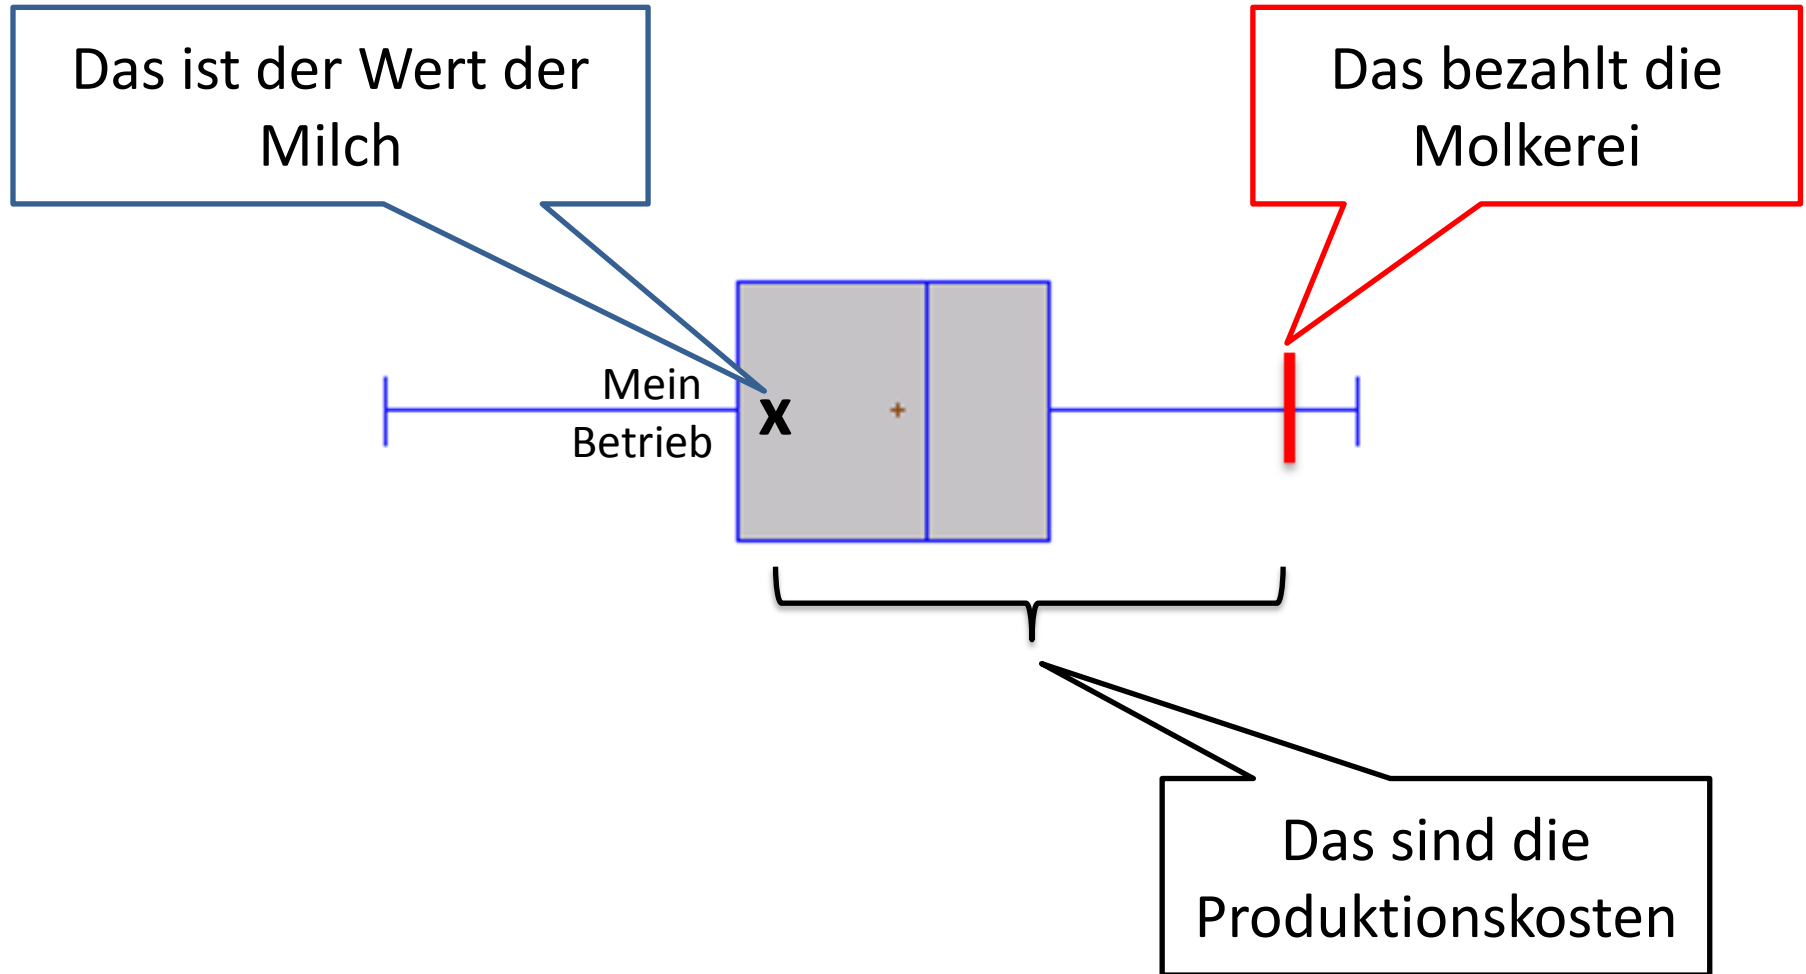 Das ist der Wert der
Milch
Das bezahlt die
Molkerei
Mein
Betrieb
x
Das sind die
Produktionskosten